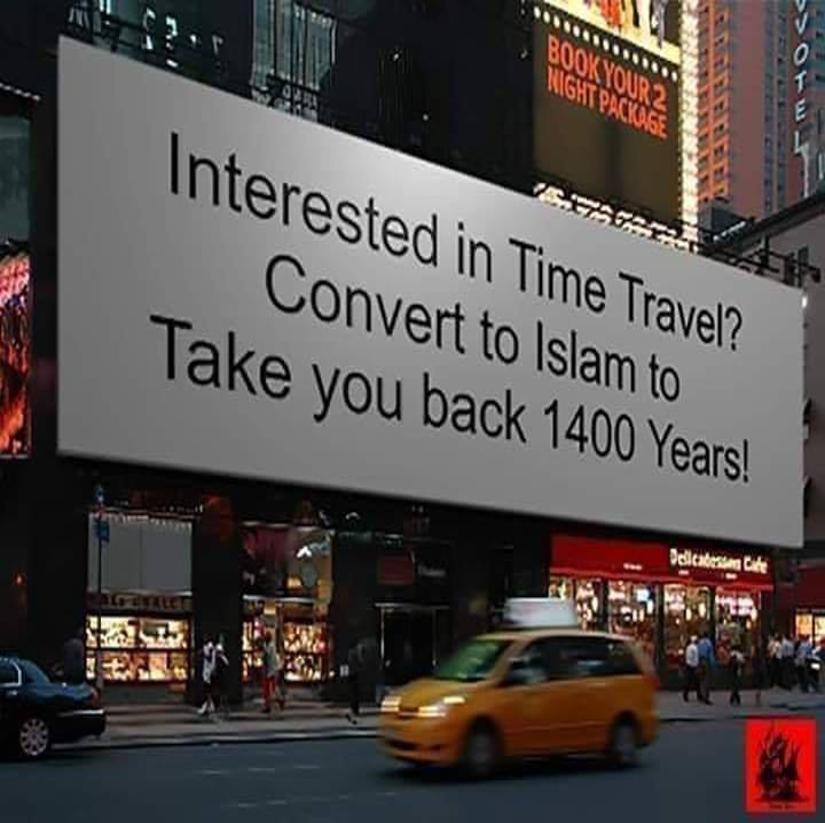 BOOK YOUR 2
NIGHT PACKAGE
VOTEL
Interested in Time Travel?
Convert to Islam to
Take you back 1400 Years!
Delicatessen Cafe